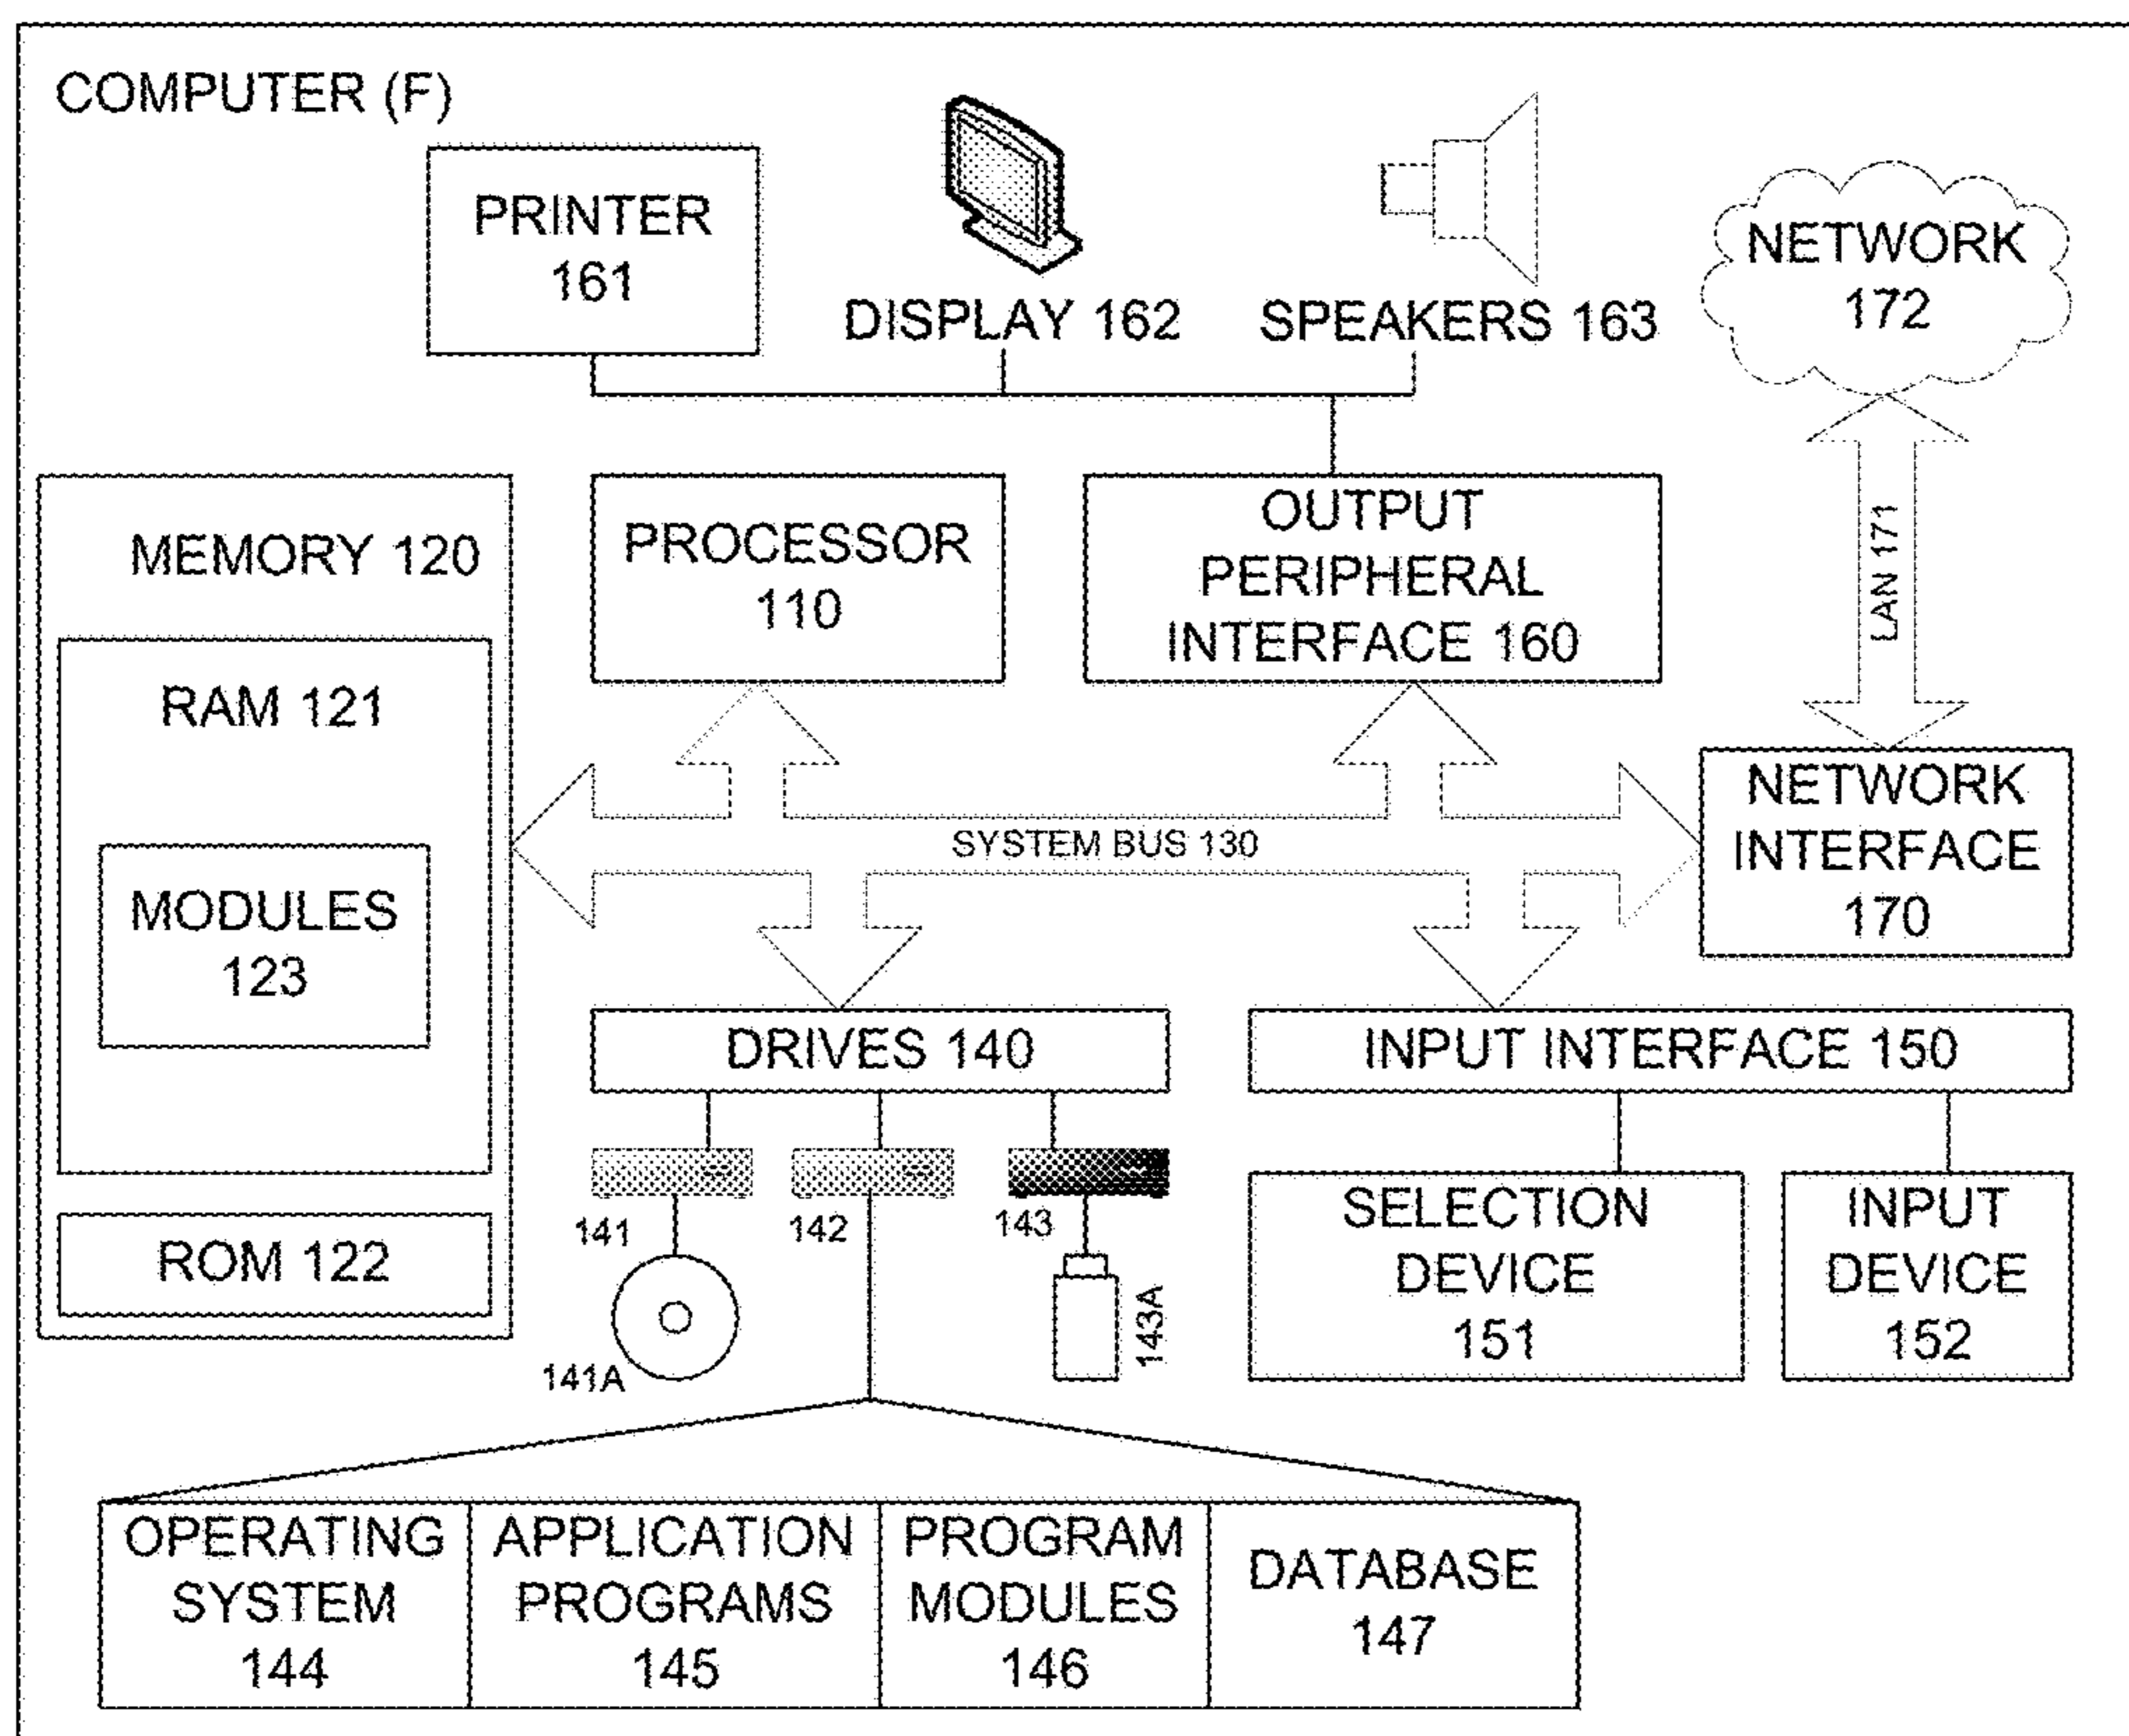 COMPUTER (F)
PRINTER
161
DISPLAY 162
SPEAKERS 163
NETWORK
172
LAN 171
MEMORY 120
RAM 121
MODULES
123
ROM 122
PROCESSOR
110
OUTPUT
PERIPHERAL
INTERFACE 160
SYSTEM BUS 130
NETWORK
INTERFACE
170
DRIVES 140
141
142
143
141A
143A
INPUT INTERFACE 150
SELECTION
DEVICE
151
INPUT
DEVICE
152
OPERATING
SYSTEM
144
APPLICATION
PROGRAMS
145
PROGRAM
MODULES
146
DATABASE
147